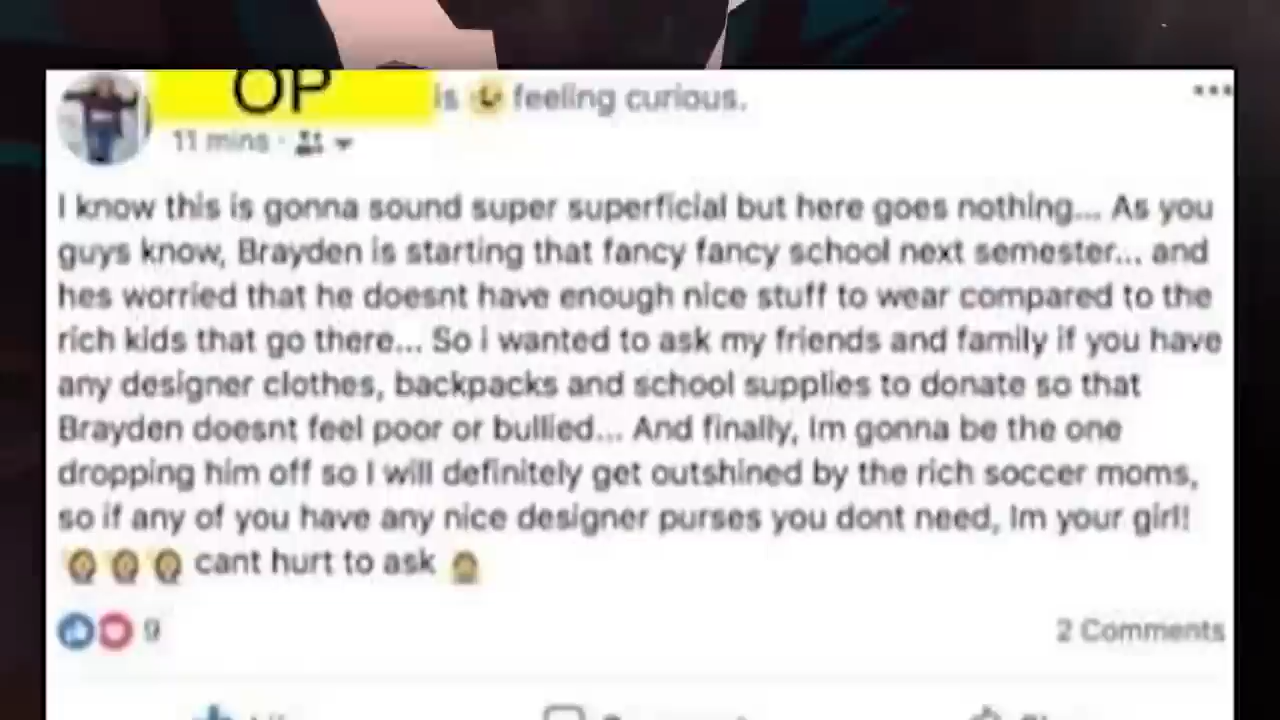 OP is feeling curious.
11 mins ·
I know this is gonna sound super superficial but here goes nothing... As you
guys know, Brayden is starting that fancy fancy school next semester... and
hes worried that he doesnt have enough nice stuff to wear compared to the
rich kids that go there... So i wanted to ask my friends and family if you have
any designer clothes, backpacks and school supplies to donate so that
Brayden doesnt feel poor or bullied... And finally, Im gonna be the one
dropping him off so I will definitely get outshined by the rich soccer moms,
so if any of you have any nice designer purses you dont need, Im your girl!
cant hurt to ask
9
2 Comments